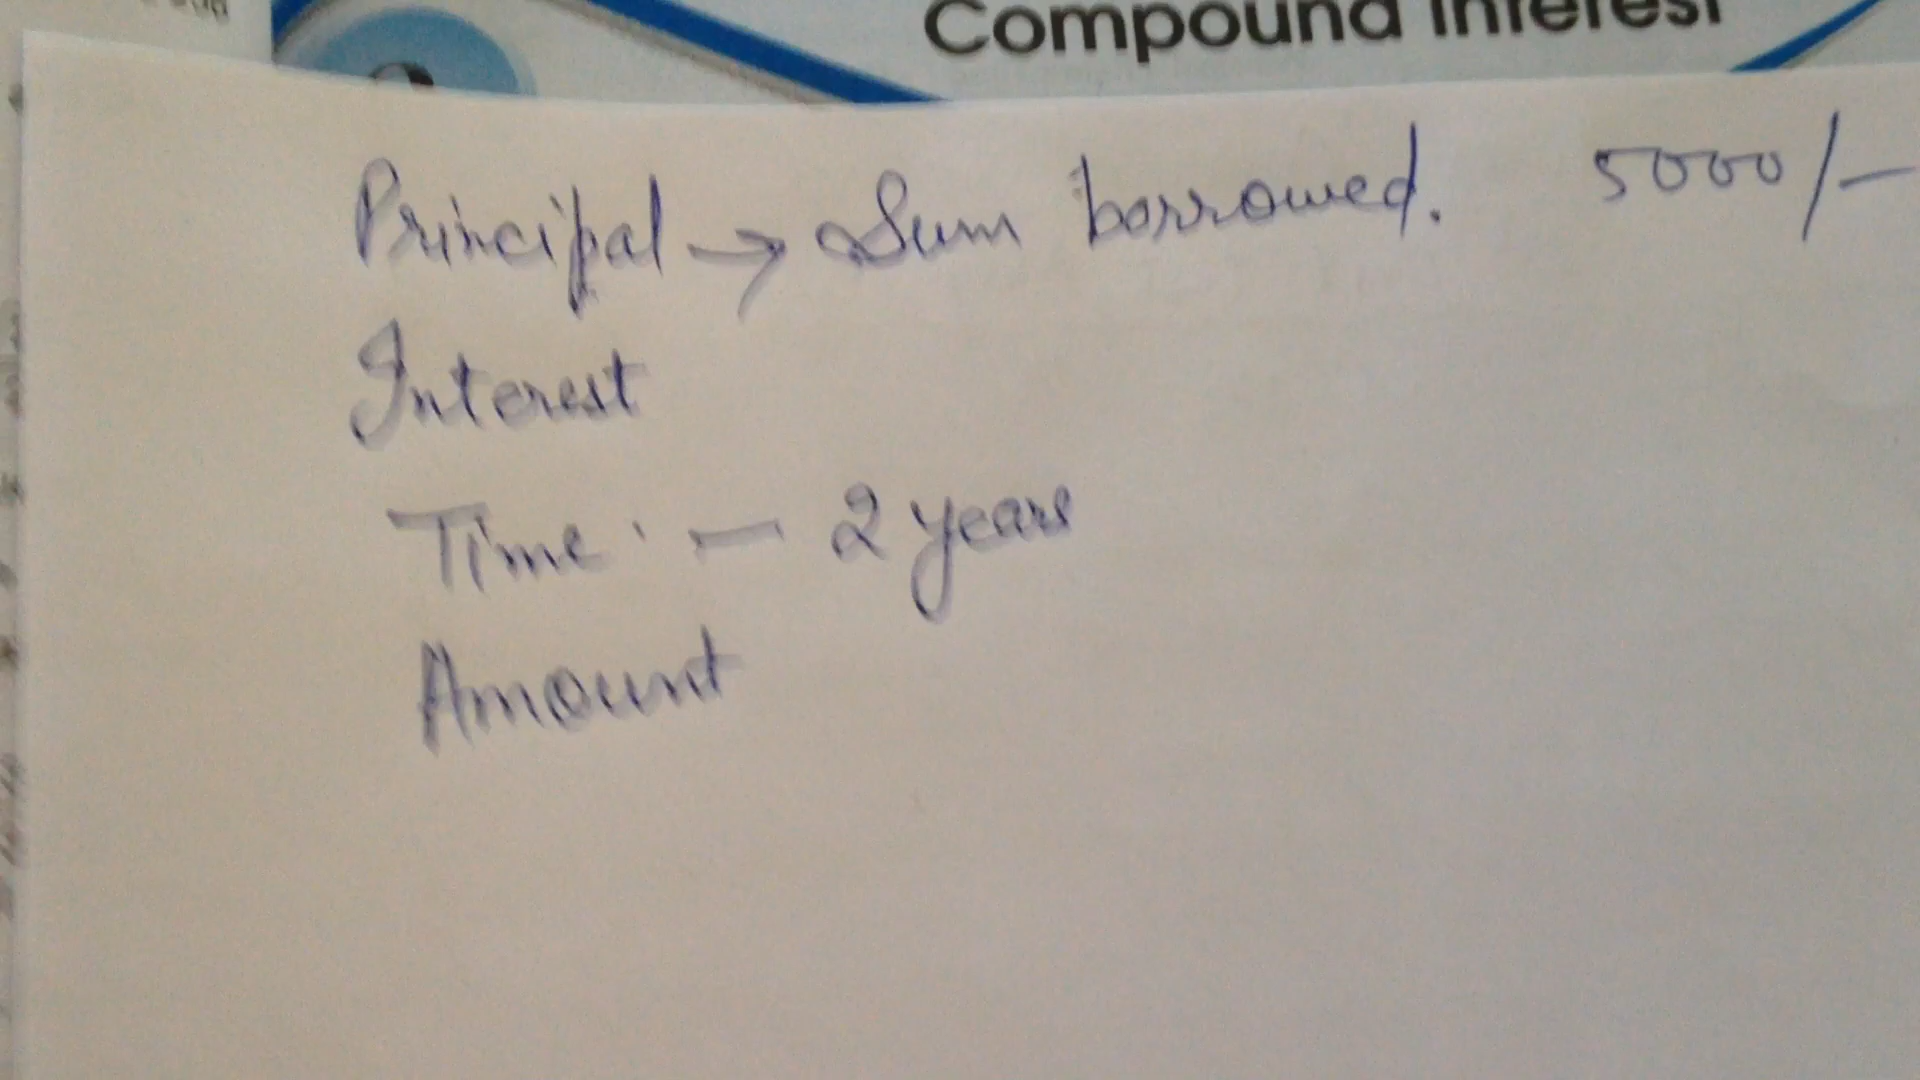 Compound Interest
Principal → Sum borrowed. 5000/-
Interest
Time - 2 years
Amount